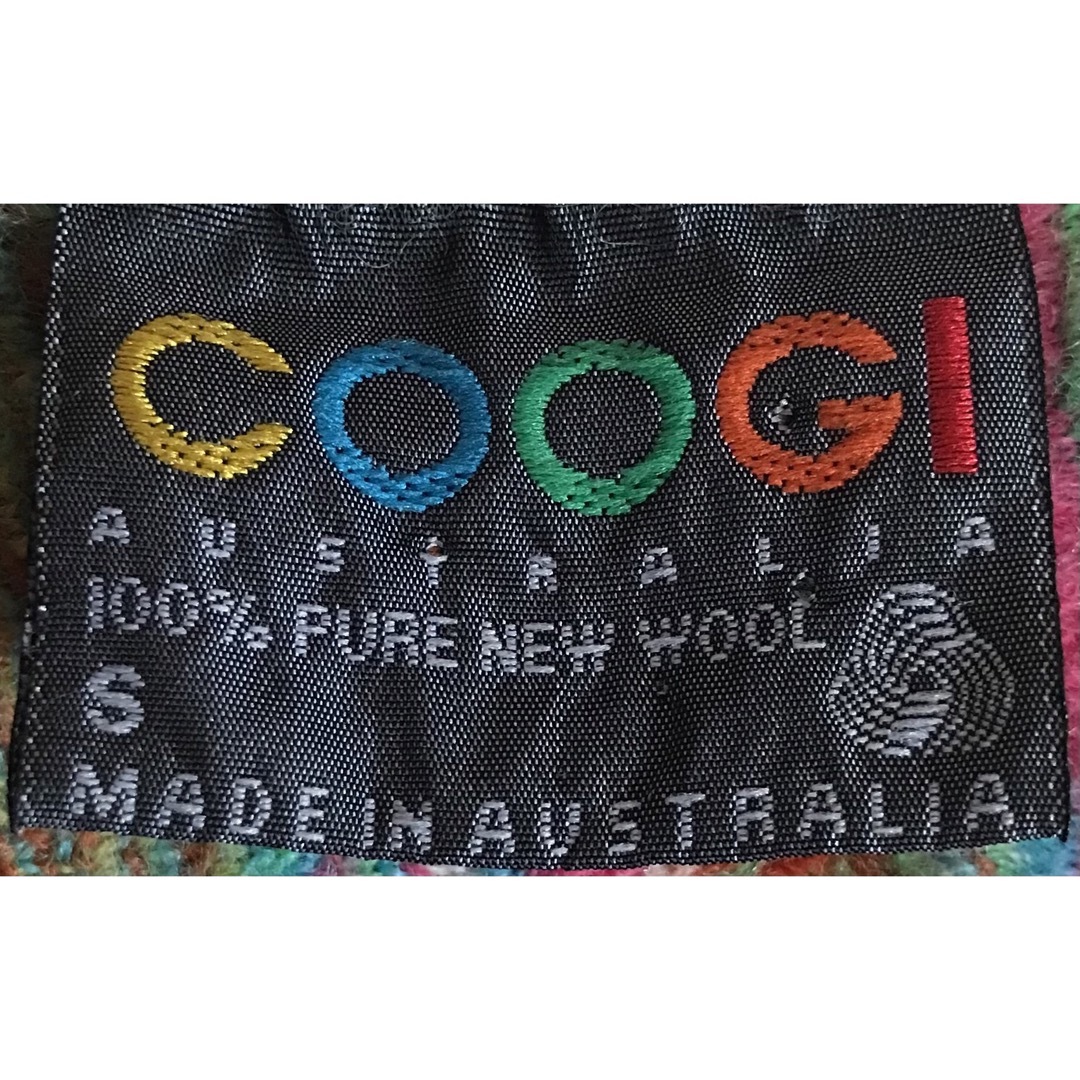 COOGI
AUSTRALIA
100% PURE NEW WOOL
S
MADE IN AUSTRALIA